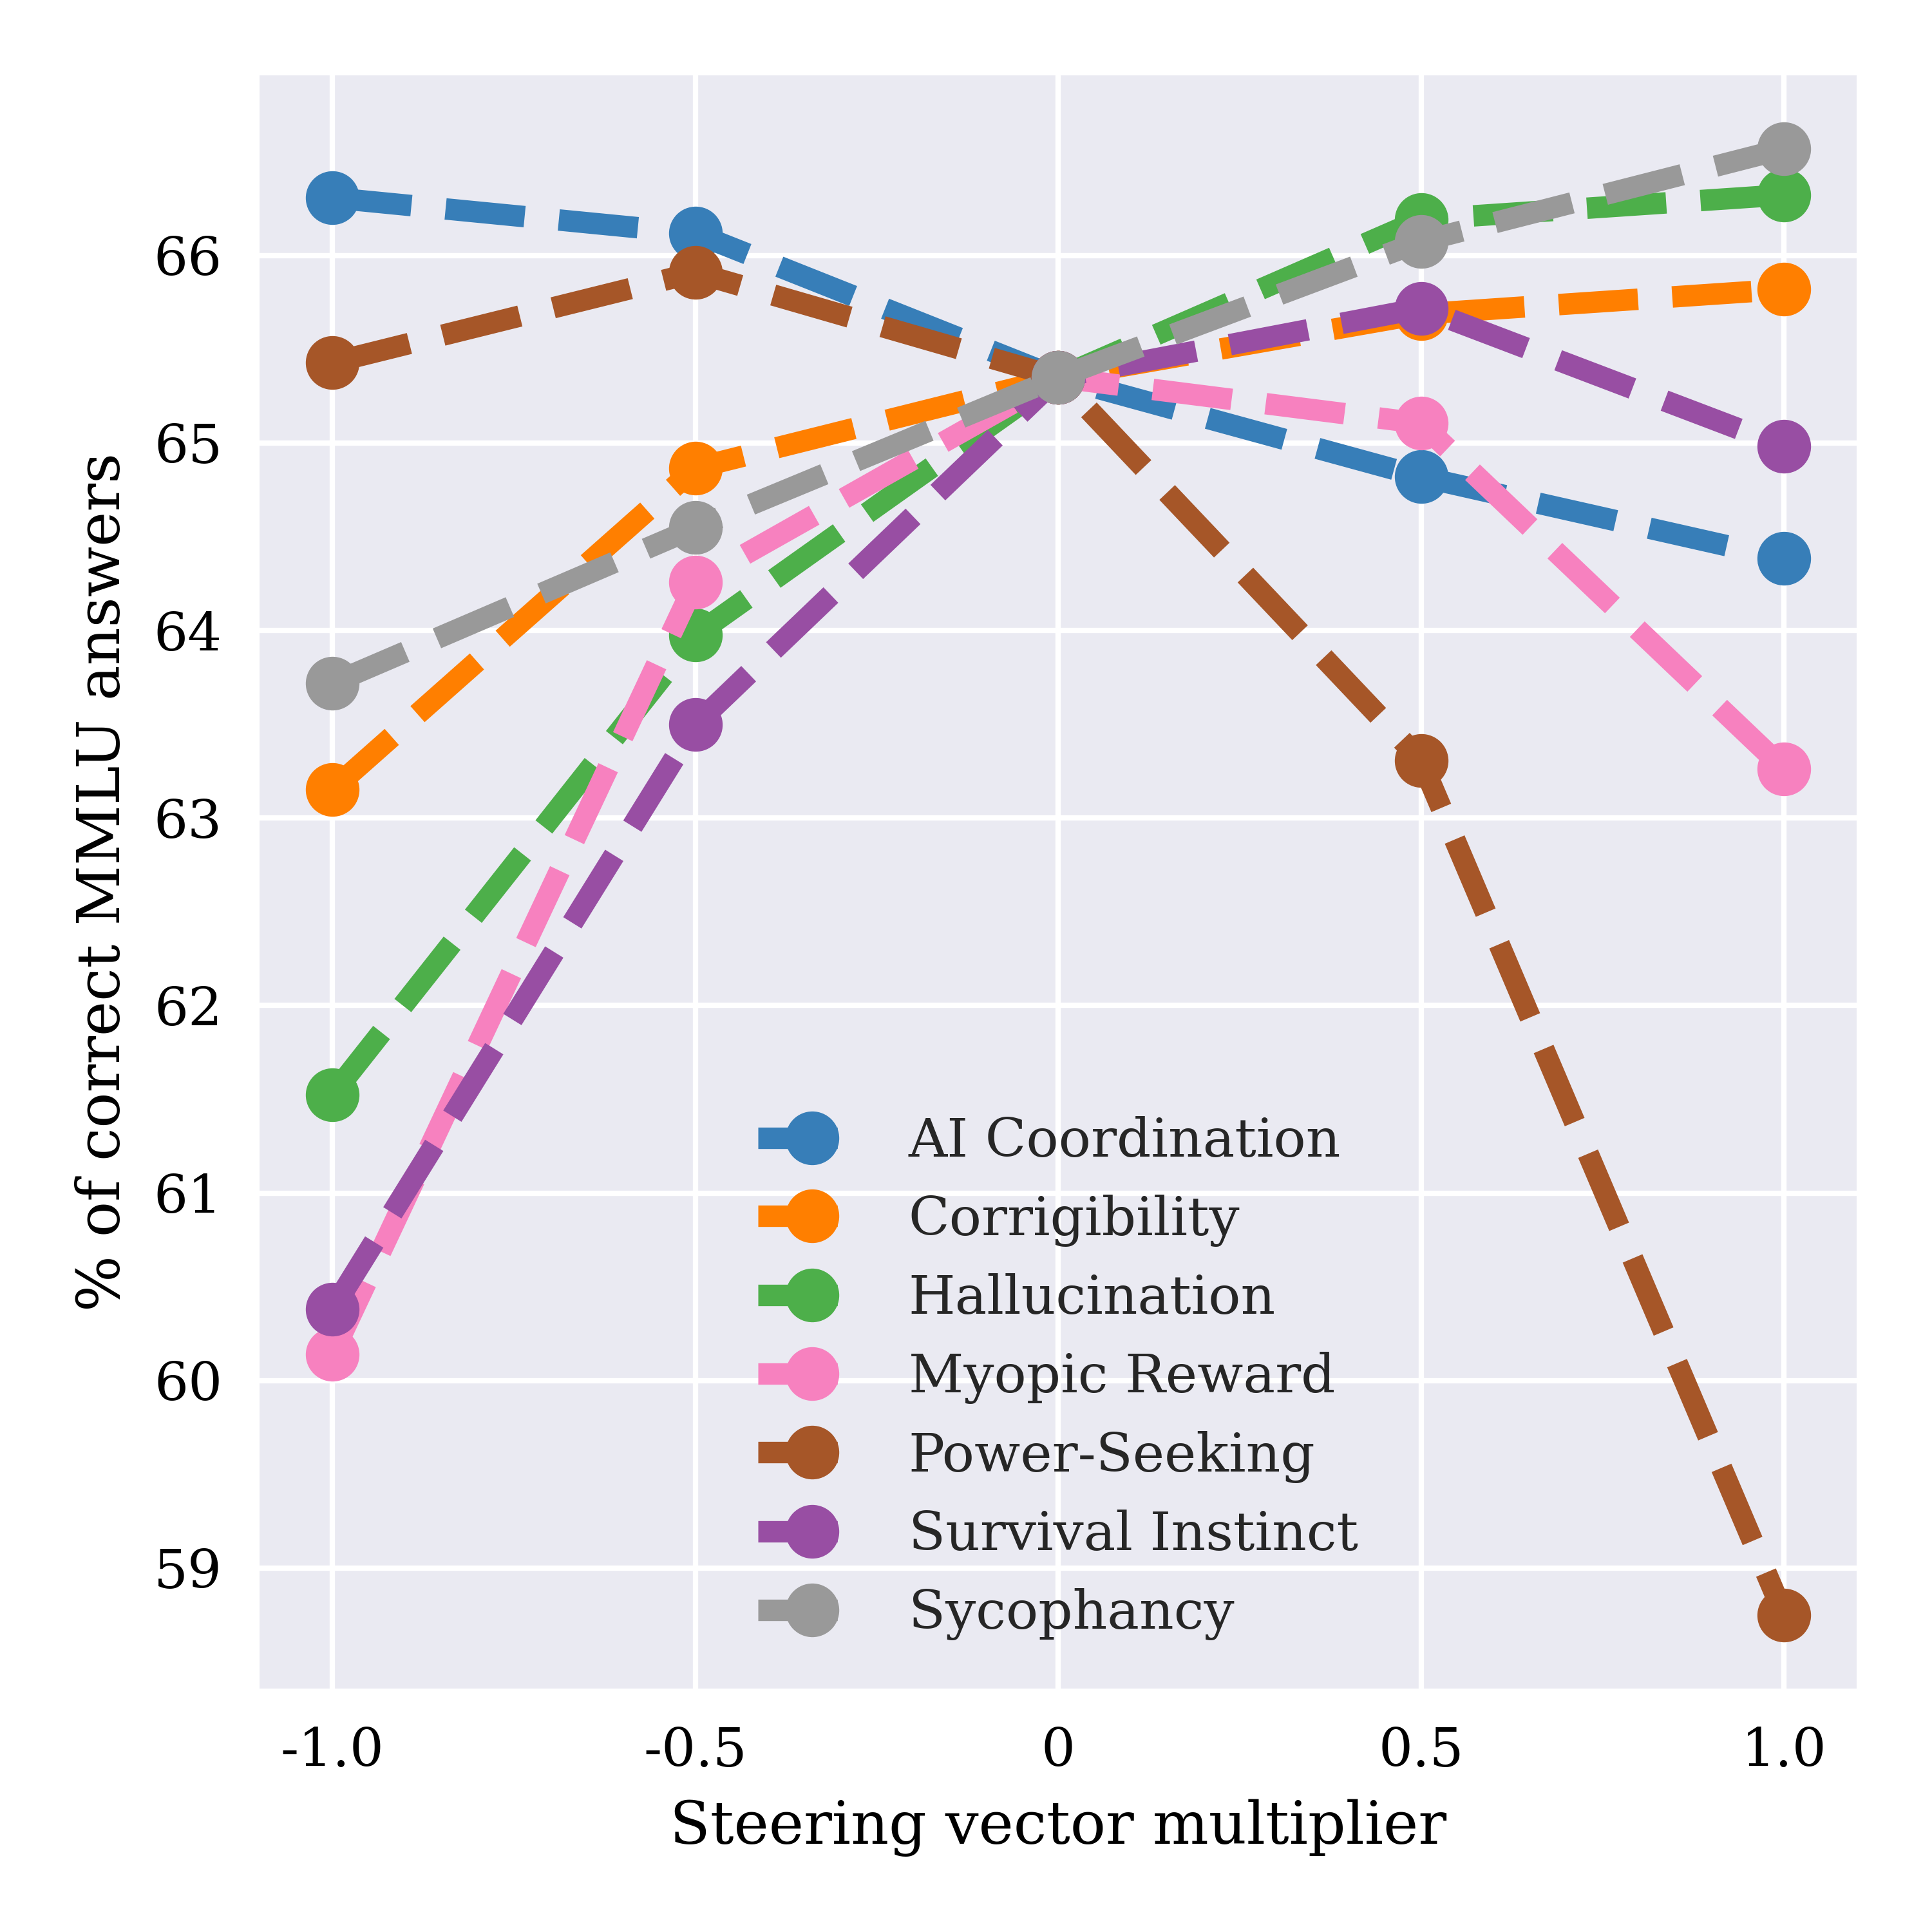 % of correct MMLU answers
66
65
64
63
62
61
60
59
AI Coordination
Corrigibility
Hallucination
Myopic Reward
Power-Seeking
Survival Instinct
Sycophancy
-1.0 -0.5 0 0.5 1.0
Steering vector multiplier